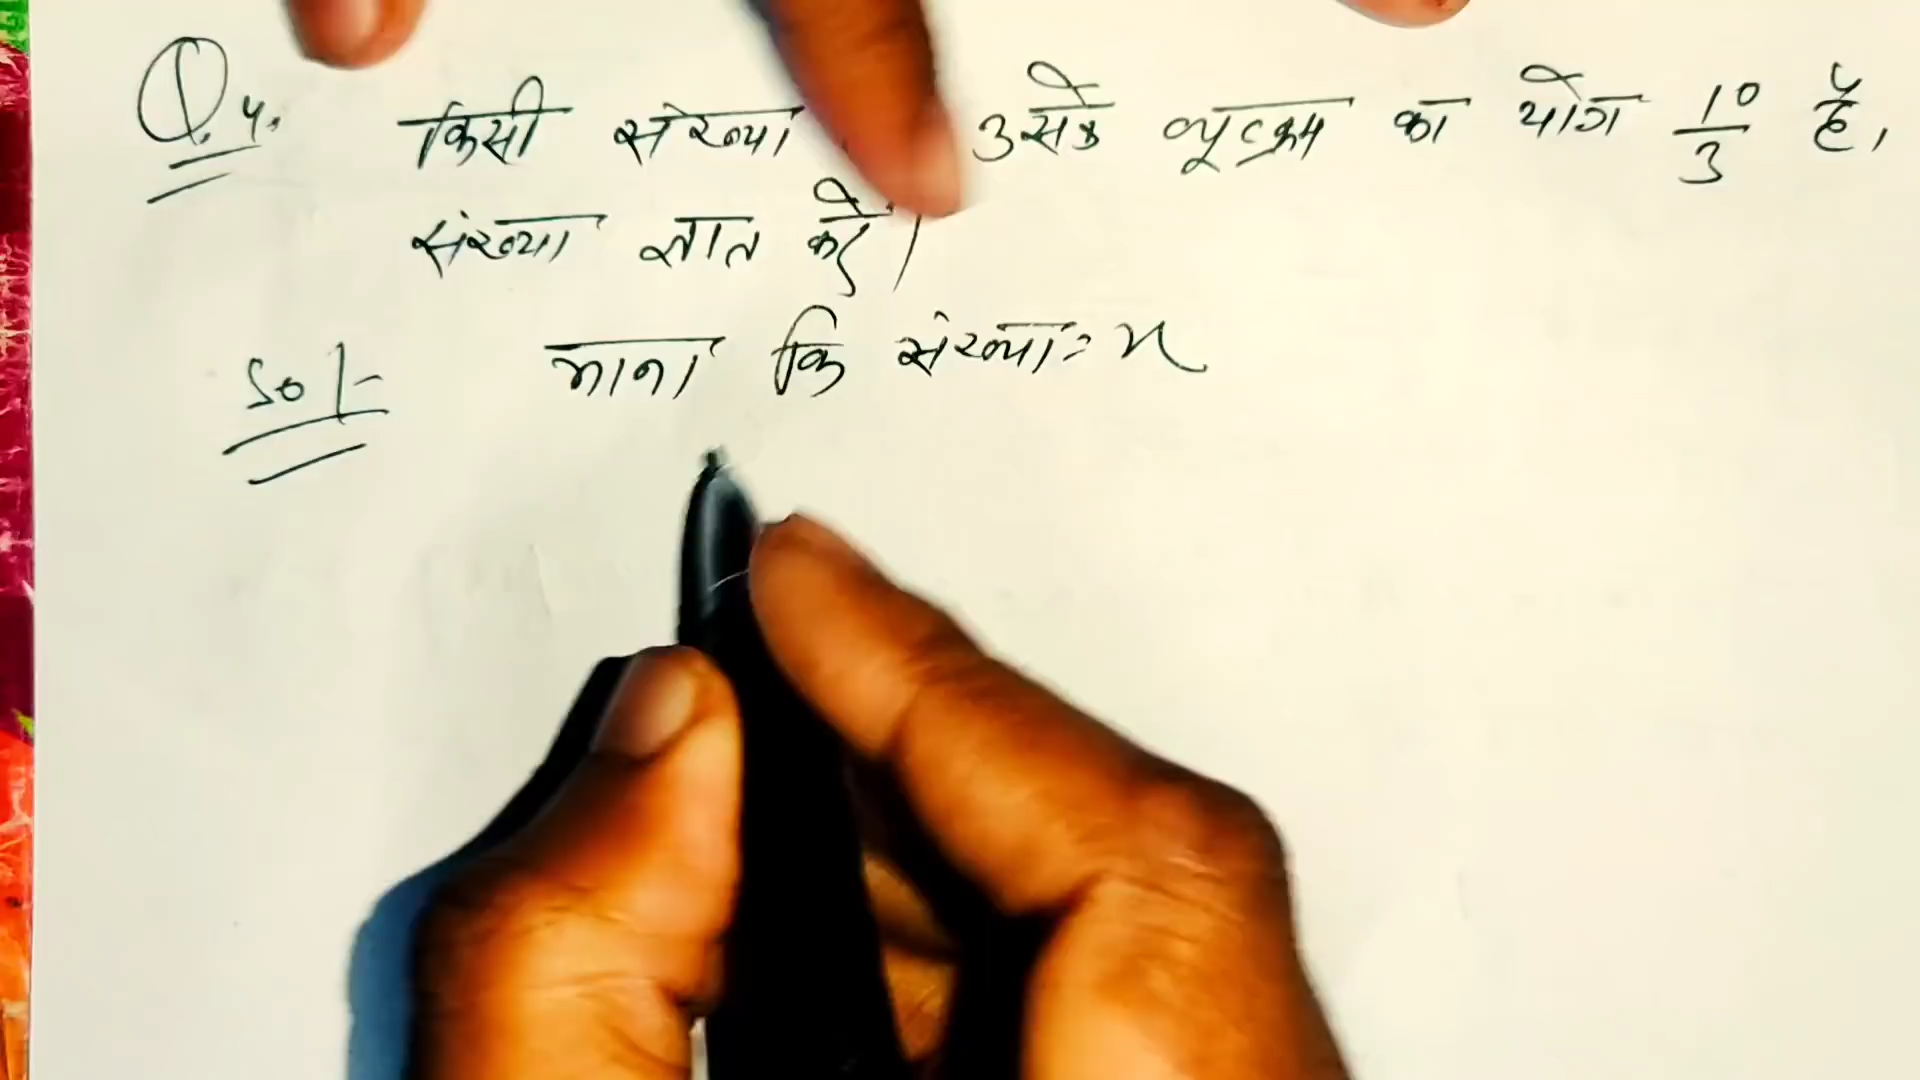 Q.4. किसी संख्या उसके व्युत्क्रम का योग 10/3 है,
संख्या ज्ञात करें।
Sol- माना कि संख्या = x